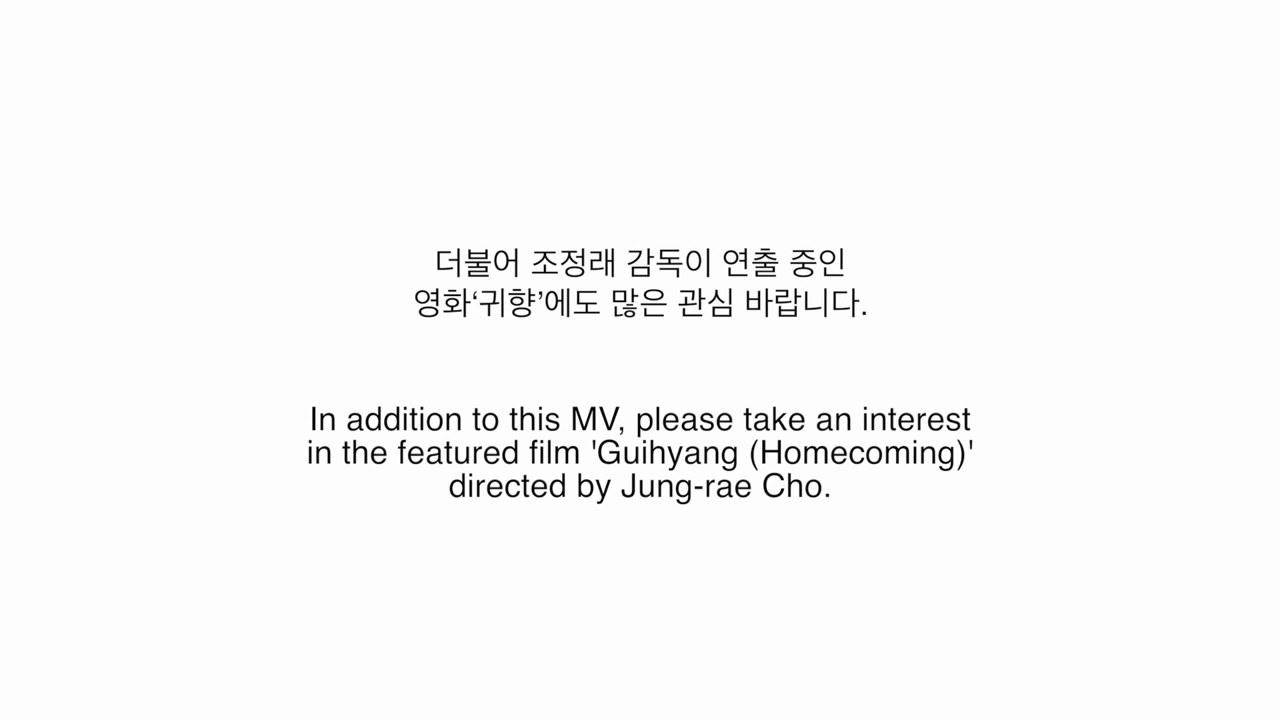 더불어 조정래 감독이 연출 중인
영화‘귀향’에도 많은 관심 바랍니다.
In addition to this MV, please take an interest
in the featured film 'Guihyang (Homecoming)'
directed by Jung-rae Cho.